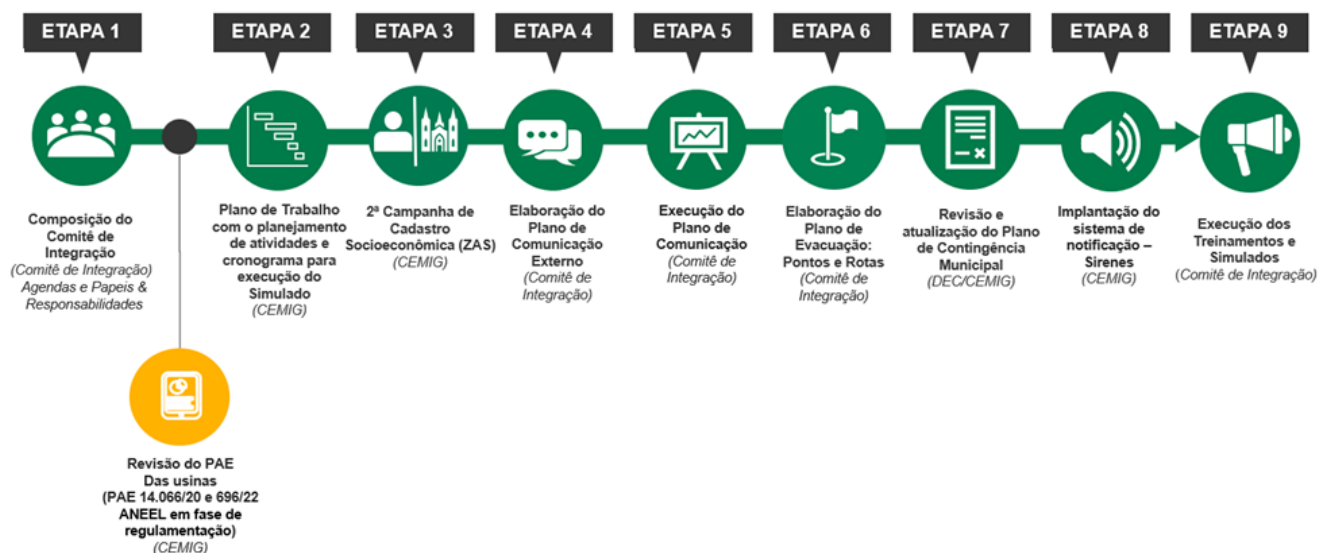 ETAPA 1
Composição do
Comitê de
Integração
(Comitê de Integração)
Agendas e Papeis &
Responsabilidades
Revisão do PAE
Das usinas
(PAE 14.066/20 e 696/22
ANEEL em fase de
regulamentação)
(CEMIG)
ETAPA 2
Plano de Trabalho
com o planejamento
de atividades e
cronograma para
execução do
Simulado
(CEMIG)
ETAPA 3
2ª Campanha de
Cadastro
Socioeconômica (ZAS)
(CEMIG)
ETAPA 4
Elaboração do
Plano de
Comunicação
Externo
(Comitê de
Integração)
ETAPA 5
Execução do
Plano de
Comunicação
(Comitê de
Integração)
ETAPA 6
Elaboração do
Plano de
Evacuação:
Pontos e Rotas
(Comitê de
Integração)
ETAPA 7
Revisão e
atualização do Plano
de Contingência
Municipal
(DEC/CEMIG)
ETAPA 8
Implantação do
sistema de
notificação –
Sirenes
(CEMIG)
ETAPA 9
Execução dos
Treinamentos e
Simulados
(Comitê de Integração)